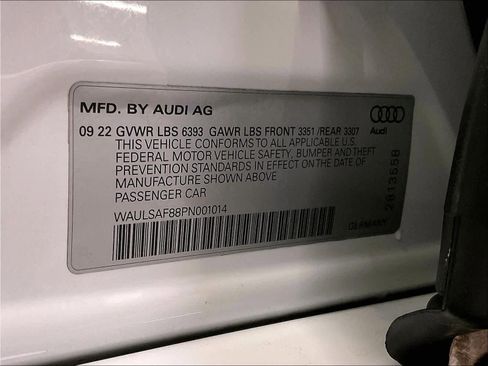 MFD. BY AUDI AG
09 22 GVWR LBS 6393 GAWR LBS FRONT 3351 /REAR 3307
THIS VEHICLE CONFORMS TO ALL APPLICABLE U.S.
FEDERAL MOTOR VEHICLE SAFETY, BUMPER AND THEFT
PREVENTION STANDARDS IN EFFECT ON THE DATE OF
MANUFACTURE SHOWN ABOVE
PASSENGER CAR
WAULSAF88PN001014
Audi
2813558
GERMANY